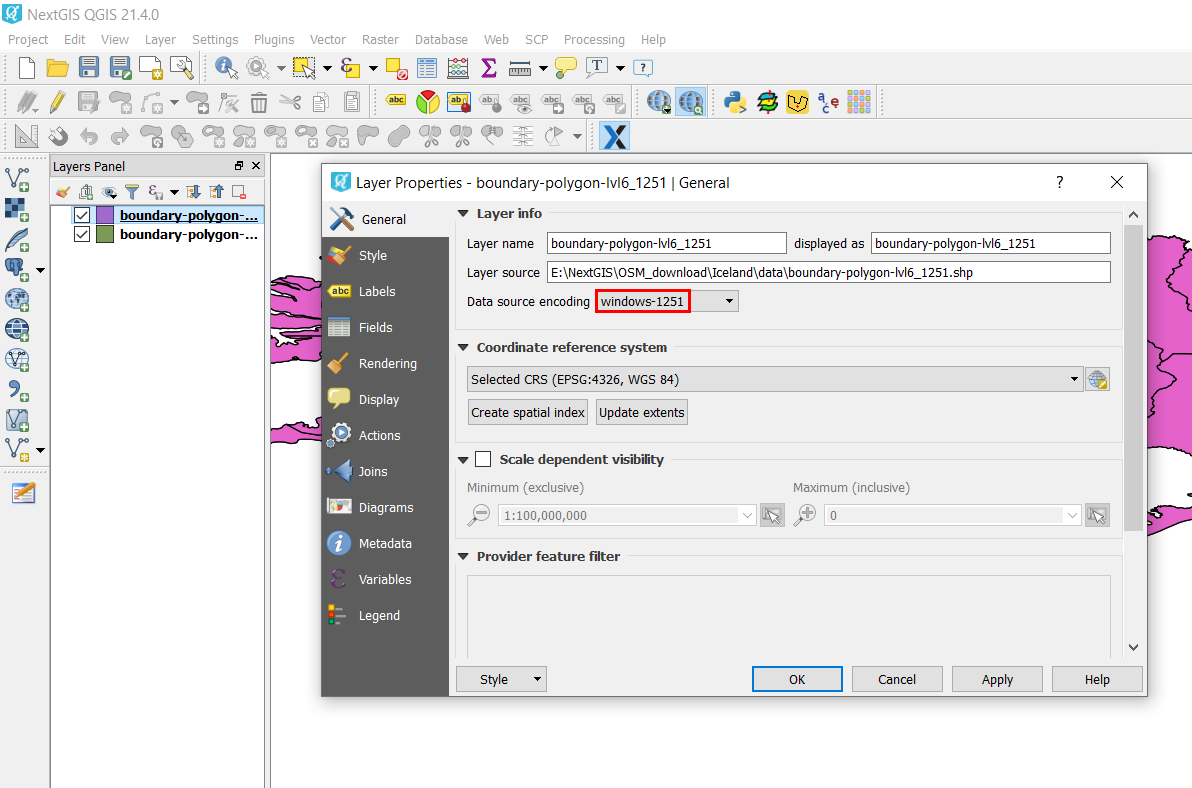 NextGIS QGIS 21.4.0
Project Edit View Layer Settings Plugins Vector Raster Database Web SCP Processing Help
Layers Panel
boundary-polygon-...
boundary-polygon-...
Layer Properties - boundary-polygon-lvl6_1251 | General
General
Style
Labels
Fields
Rendering
Display
Actions
Joins
Diagrams
Metadata
Variables
Legend
Layer info
Layer name boundary-polygon-lvl6_1251 displayed as boundary-polygon-lvl6_1251
Layer source E:\NextGIS\OSM_download\Iceland\data\boundary-polygon-lvl6_1251.shp
Data source encoding windows-1251
Coordinate reference system
Selected CRS (EPSG:4326, WGS 84)
Create spatial index Update extents
Scale dependent visibility
Minimum (exclusive) Maximum (inclusive)
1:100,000,000 0
Provider feature filter
Style OK Cancel Apply Help